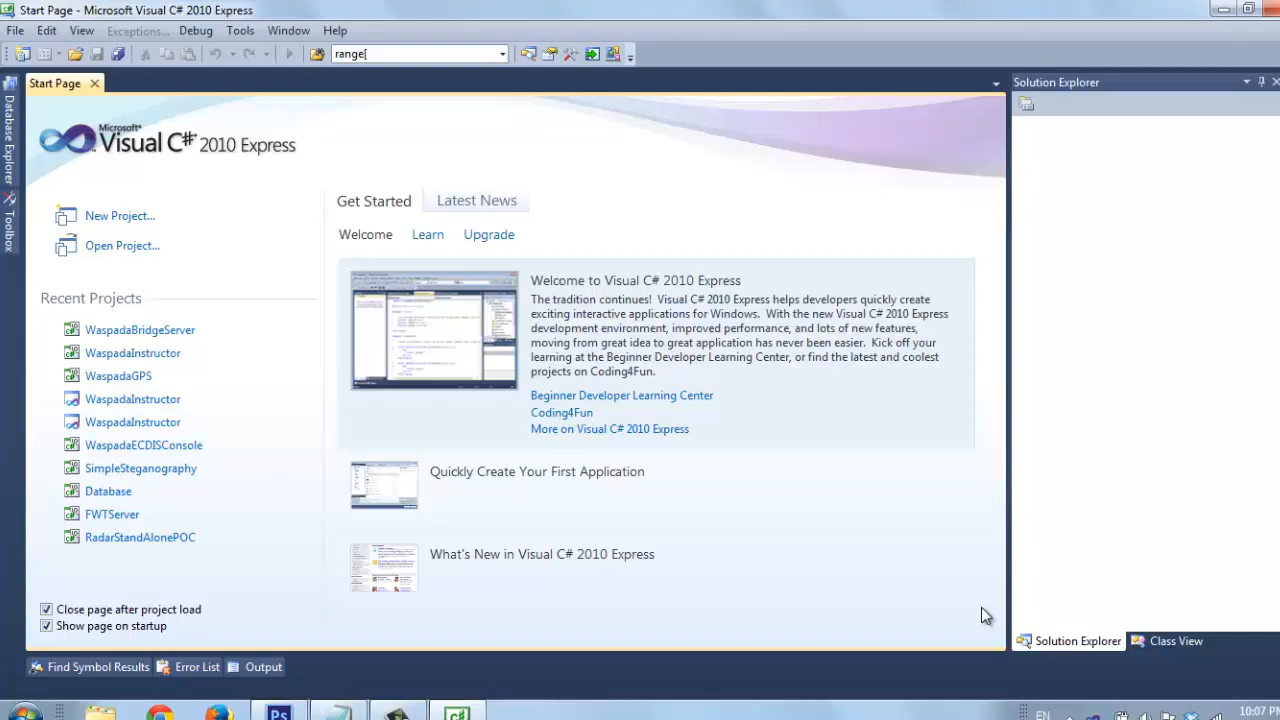 Start Page - Microsoft Visual C# 2010 Express
File Edit View Exceptions... Debug Tools Window Help
range[
Start Page
Solution Explorer
Database Explorer
Toolbox
Microsoft®
Visual C#® 2010 Express
Get Started Latest News
Welcome Learn Upgrade
New Project...
Open Project...
Recent Projects
WaspadaBridgeServer
WaspadaInstructor
WaspadaGPS
WaspadaInstructor
WaspadaInstructor
WaspadaECDISConsole
SimpleSteganography
Database
FWTServer
RadarStandAlonePOC
Close page after project load
Show page on startup
Welcome to Visual C# 2010 Express
The tradition continues! Visual C# 2010 Express helps developers quickly create
exciting interactive applications for Windows. With the new Visual C# 2010 Express
development environment, improved performance, and lots of new features,
moving from great idea to great application has never been easier. Kick off your
learning in the Beginner Developer Learning Center, or find videos and cool
projects on Coding4Fun.
Beginner Developer Learning Center
Coding4Fun
More on Visual C# 2010 Express
Quickly Create Your First Application
What's New in Visual C# 2010 Express
Solution Explorer Class View
Find Symbol Results Error List Output
Ps
C#
EN
10:07 PM